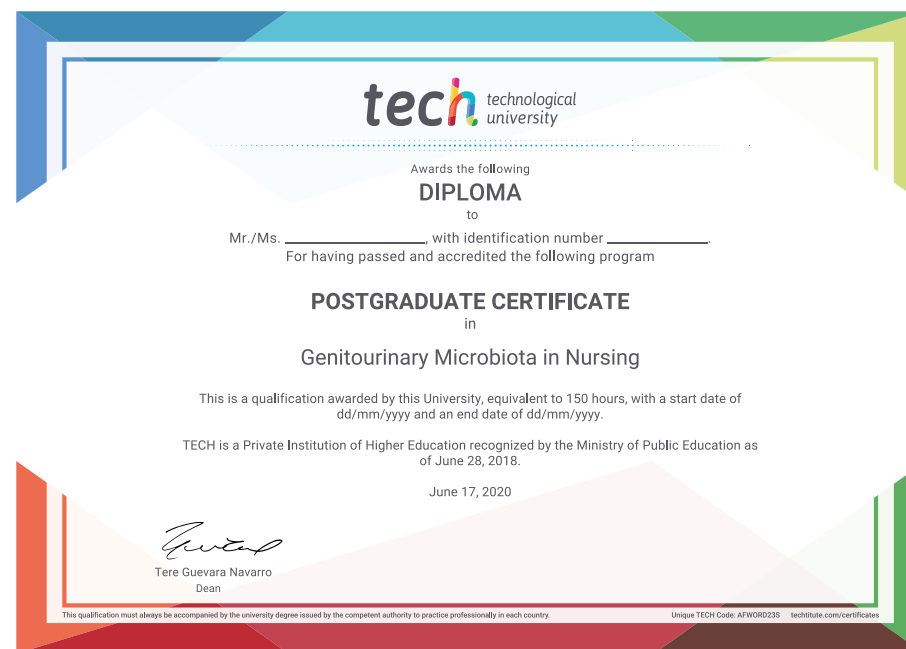 tech technological
university
Awards the following
DIPLOMA
to
Mr./Ms. ____________, with identification number ____________.
For having passed and accredited the following program
POSTGRADUATE CERTIFICATE
in
Genitourinary Microbiota in Nursing
This is a qualification awarded by this University, equivalent to 150 hours, with a start date of
dd/mm/yyyy and an end date of dd/mm/yyyy.
TECH is a Private Institution of Higher Education recognized by the Ministry of Public Education as
of June 28, 2018.
June 17, 2020
Tere Guevara Navarro
Dean
This qualification must always be accompanied by the university degree issued by the competent authority to practice professionally in each country. Unique TECH Code: AFWORD23S techtitute.com/certificates